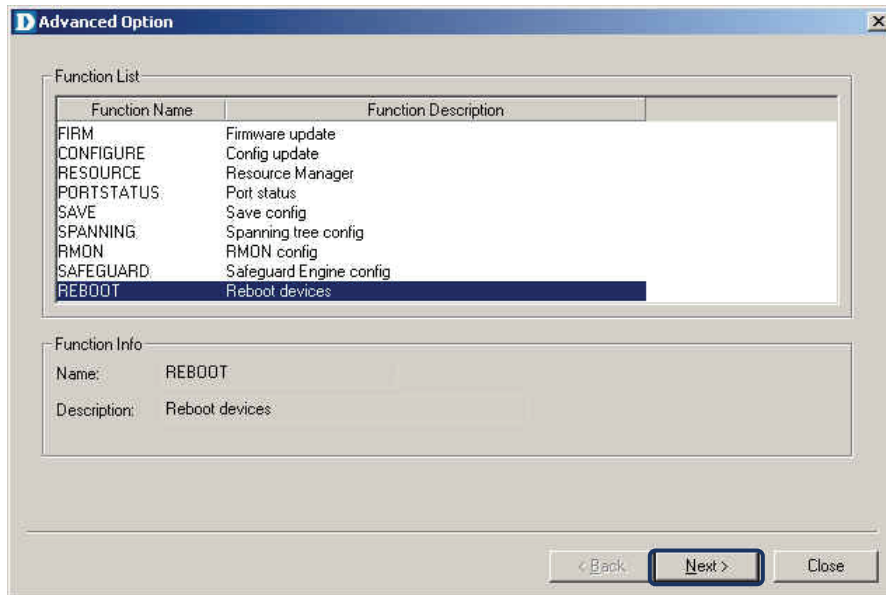 D Advanced Option
Function List
Function Name Function Description
FIRM Firmware update
CONFIGURE Config update
RESOURCE Resource Manager
PORTSTATUS Port status
SAVE Save config
SPANNING Spanning tree config
RMON RMON config
SAFEGUARD Safeguard Engine config
REBOOT Reboot devices
Function Info
Name: REBOOT
Description: Reboot devices
< Back Next > Close